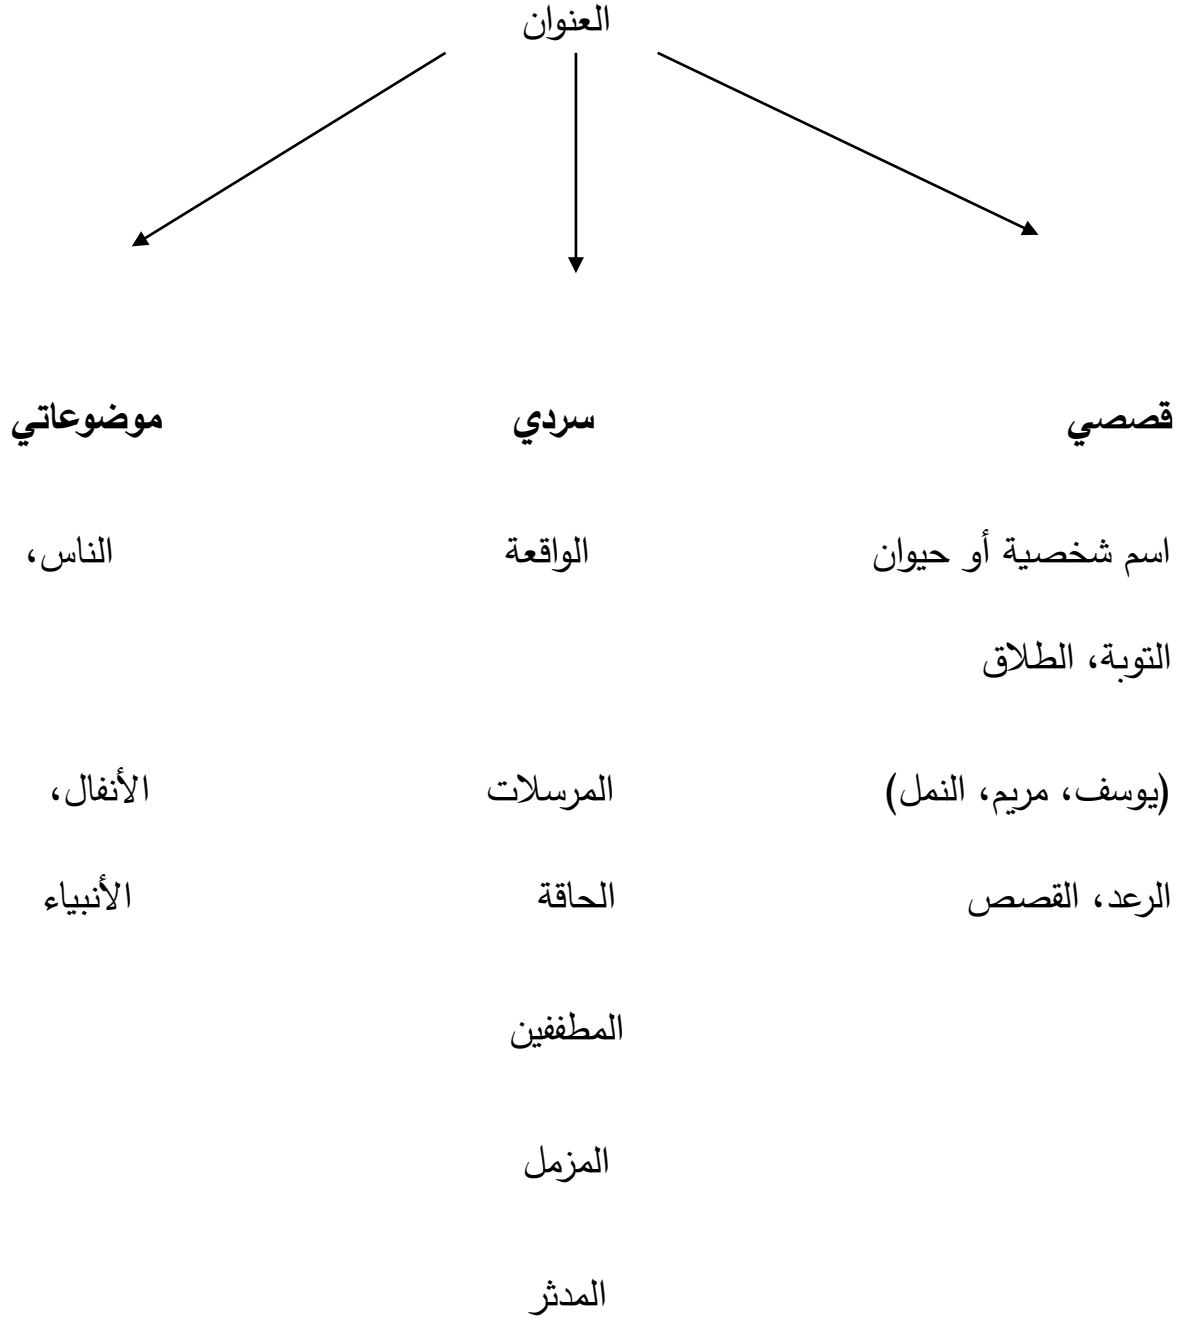 العنوان
قصصي سردي موضوعاتي
اسم شخصية أو حيوان الواقعة الناس،
التوبة، الطلاق
(يوسف، مريم، النمل) المرسلات الأنفال،
الرعد، القصص الحاقة الأنبياء
المطففين
المزمل
المدثر